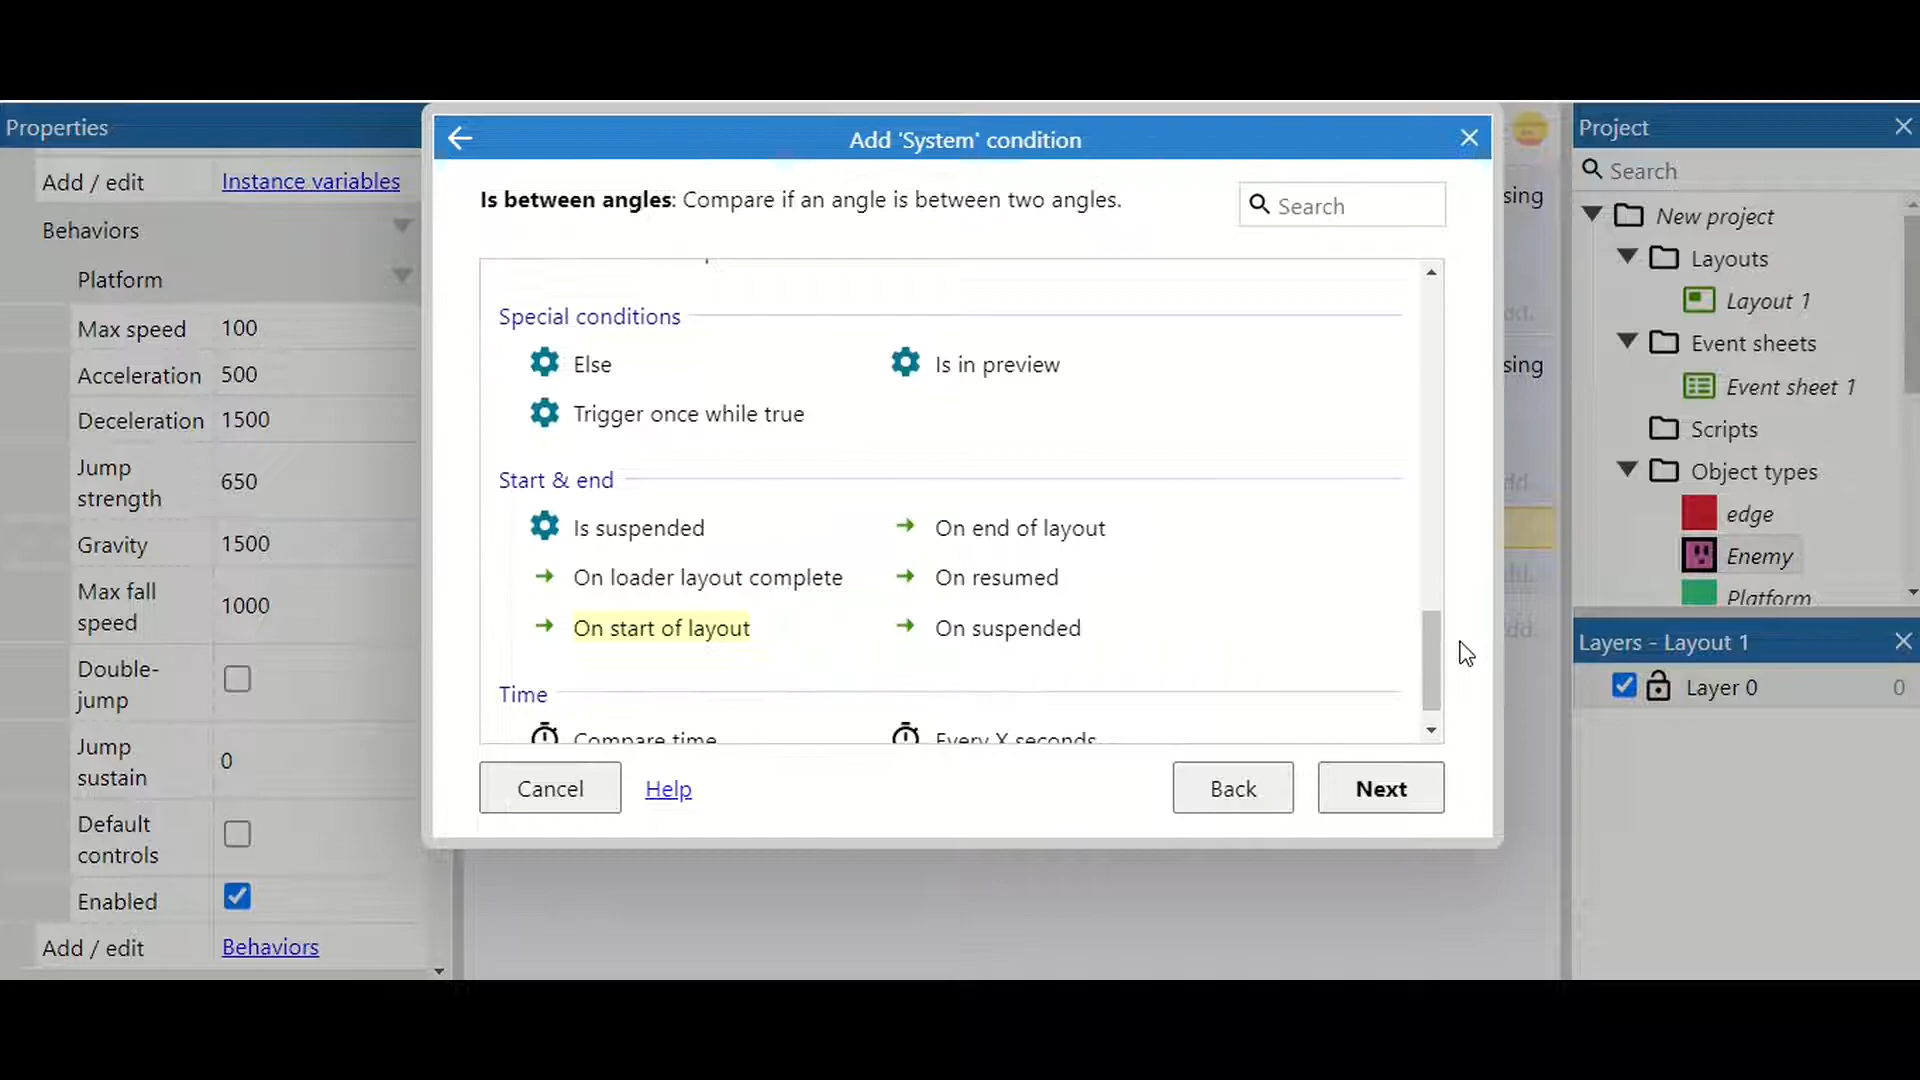 Properties
Add / edit Instance variables
Behaviors
Platform
Max speed 100
Acceleration 500
Deceleration 1500
Jump
strength 650
Gravity 1500
Max fall
speed 1000
Double-
jump
Jump
sustain 0
Default
controls
Enabled
Add / edit Behaviors
Add 'System' condition
Is between angles: Compare if an angle is between two angles.
Search
Special conditions
Else Is in preview
Trigger once while true
Start & end
Is suspended On end of layout
On loader layout complete On resumed
On start of layout On suspended
Time
Compare time Every X seconds
Cancel Help Back Next
Project
Search
New project
Layouts
Layout 1
Event sheets
Event sheet 1
Scripts
Object types
edge
Enemy
Platform
Layers - Layout 1
Layer 0 0